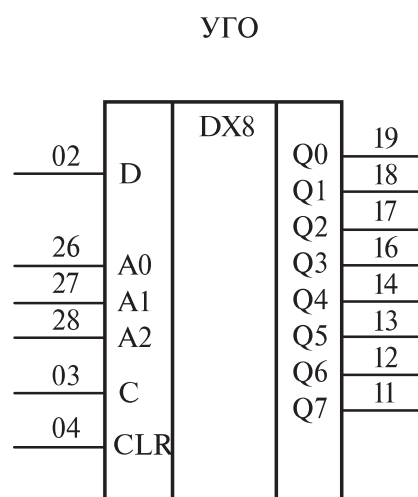 УГО
DX8
02 D
26 A0
27 A1
28 A2
03 C
04 CLR
Q0 19
Q1 18
Q2 17
Q3 16
Q4 14
Q5 13
Q6 12
Q7 11